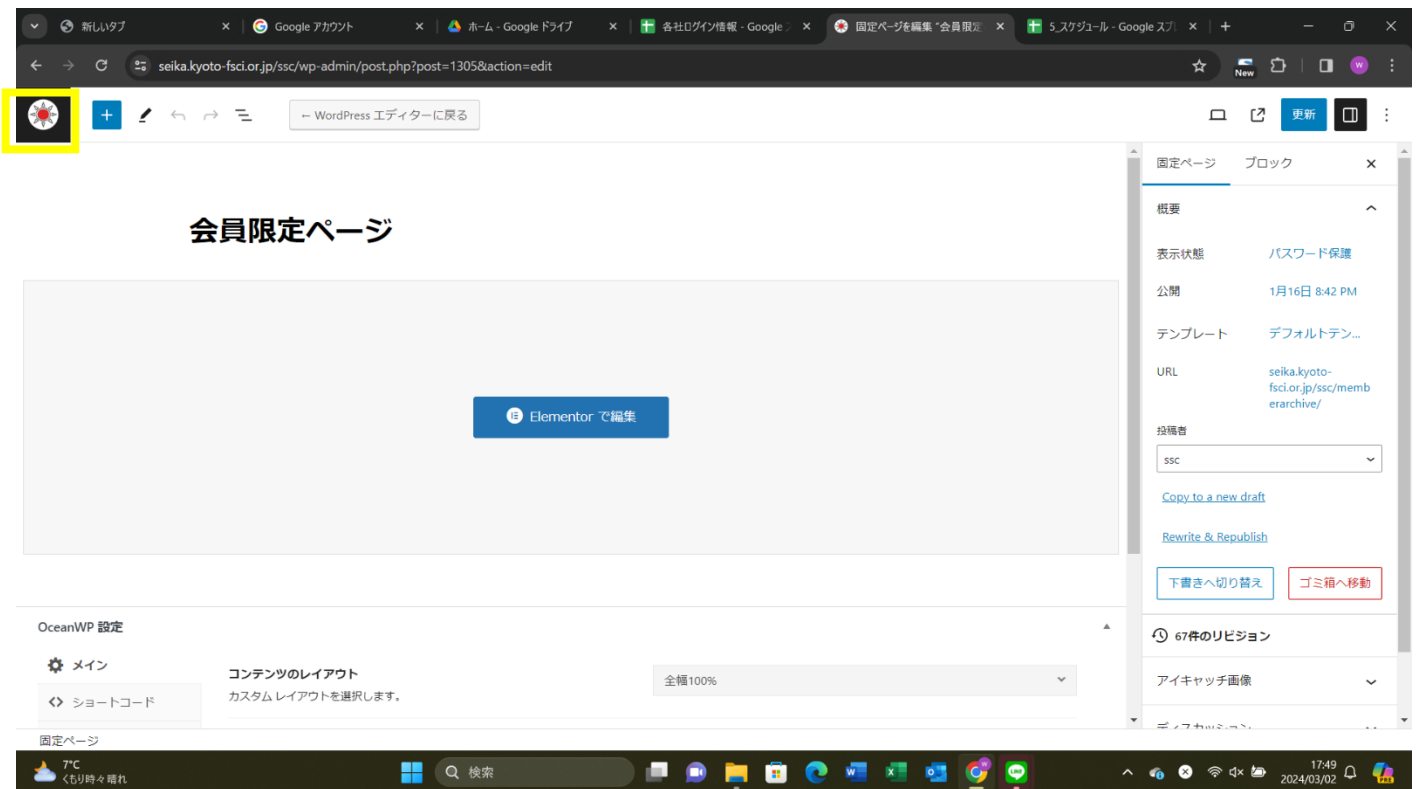 新しいタブ
Google アカウント
ホーム - Google ドライブ
各社ログイン情報 - Google
固定ページを編集 "会員限定
5_スケジュール - Google スプ
seika.kyoto-fsci.or.jp/ssc/wp-admin/post.php?post=1305&action=edit
New
W
← WordPress エディターに戻る
更新
固定ページ ブロック
会員限定ページ
概要
表示状態 パスワード保護
公開 1月16日 8:42 PM
テンプレート デフォルトテン...
URL seika.kyoto-
fsci.or.jp/ssc/memb
erarchive/
Elementor で編集
投稿者
ssc
Copy to a new draft
Rewrite & Republish
下書きへ切り替え ゴミ箱へ移動
OceanWP 設定
67件のリビジョン
メイン
コンテンツのレイアウト
カスタム レイアウトを選択します。
全幅100%
アイキャッチ画像
ショートコード
固定ページ
7°C
くもり時々晴れ
検索
17:49
2024/03/02